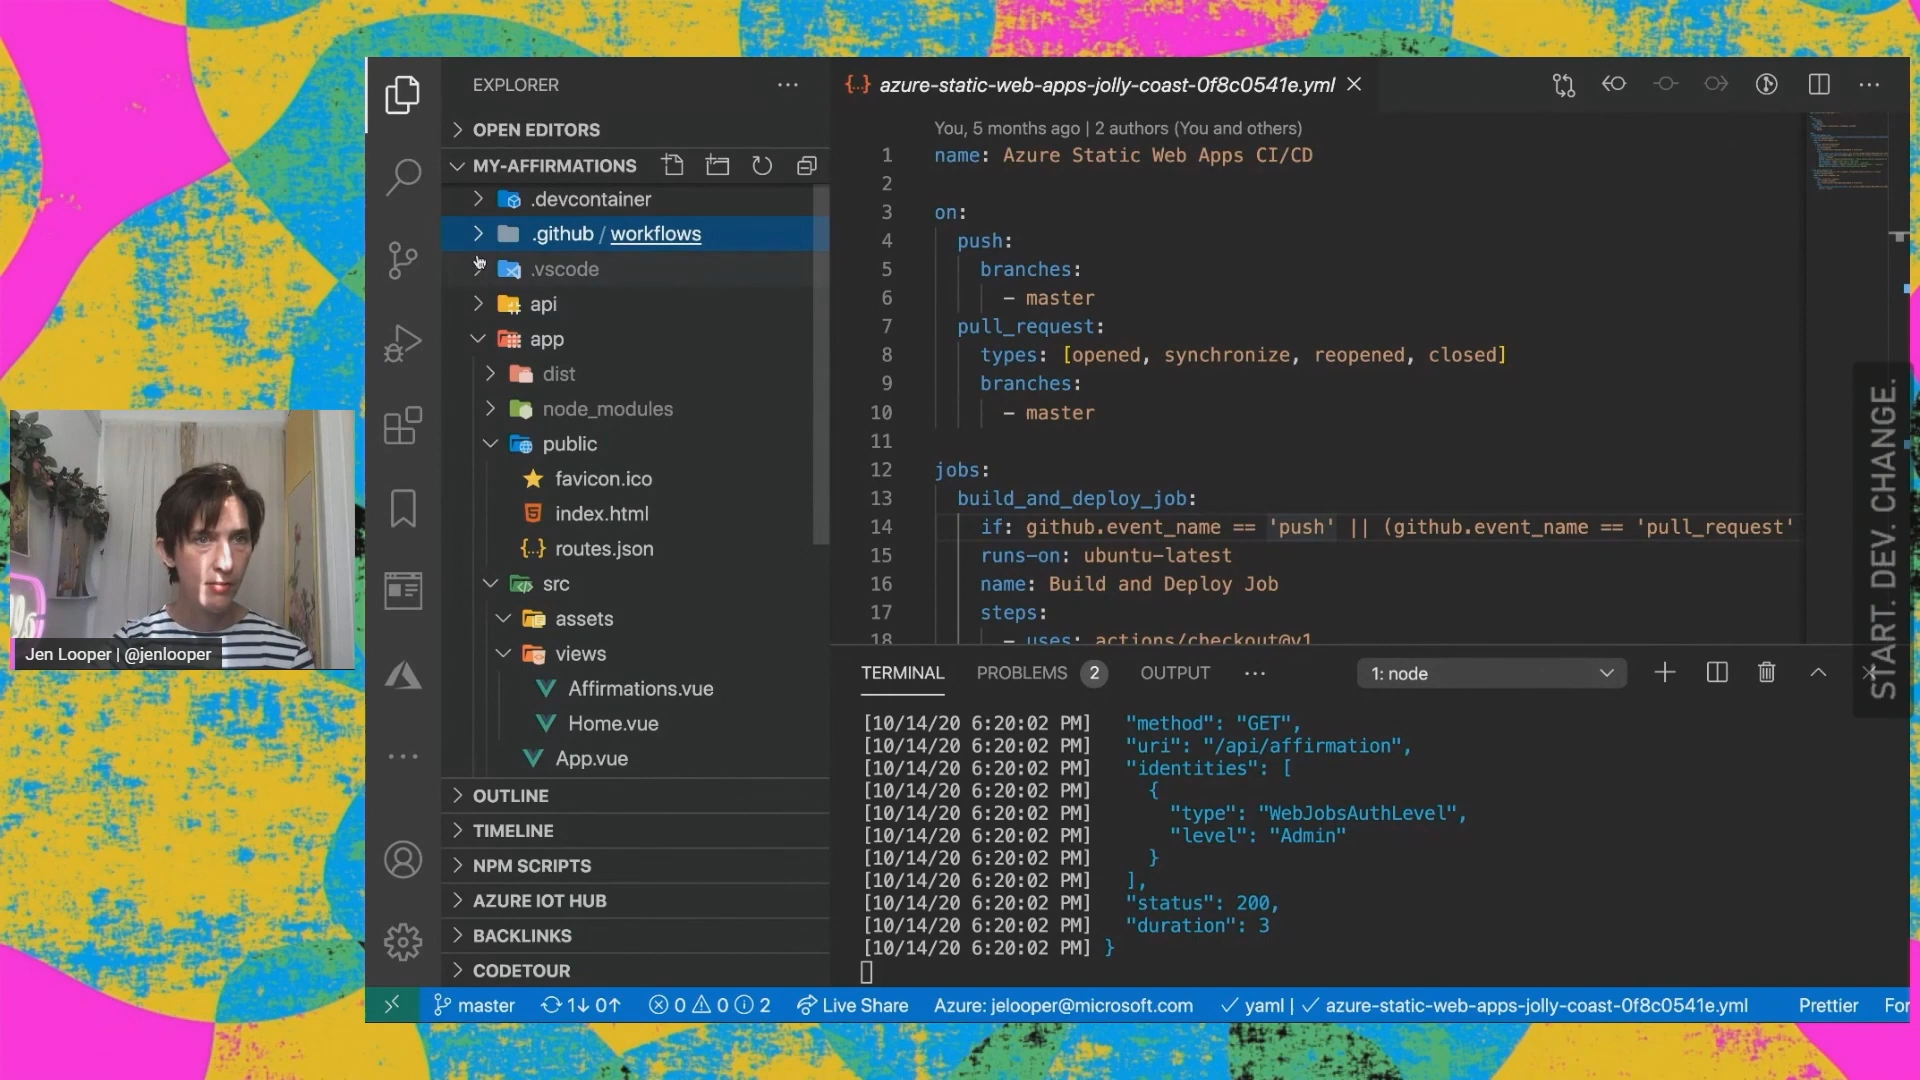 EXPLORER
OPEN EDITORS
MY-AFFIRMATIONS
.devcontainer
.github / workflows
.vscode
api
app
dist
node_modules
public
favicon.ico
index.html
routes.json
src
assets
views
Affirmations.vue
Home.vue
App.vue
OUTLINE
TIMELINE
NPM SCRIPTS
AZURE IOT HUB
BACKLINKS
CODETOUR
azure-static-web-apps-jolly-coast-0f8c0541e.yml
You, 5 months ago | 2 authors (You and others)
1 name: Azure Static Web Apps CI/CD
2
3 on:
4 push:
5 branches:
6 - master
7 pull_request:
8 types: [opened, synchronize, reopened, closed]
9 branches:
10 - master
11
12 jobs:
13 build_and_deploy_job:
14 if: github.event_name == 'push' || (github.event_name == 'pull_request'
15 runs-on: ubuntu-latest
16 name: Build and Deploy Job
17 steps:
18 - uses: actions/checkout@v1
TERMINAL PROBLEMS 2 OUTPUT ··· 1: node
[10/14/20 6:20:02 PM] "method": "GET",
[10/14/20 6:20:02 PM] "uri": "/api/affirmation",
[10/14/20 6:20:02 PM] "identities": [
[10/14/20 6:20:02 PM] {
[10/14/20 6:20:02 PM] "type": "WebJobsAuthLevel",
[10/14/20 6:20:02 PM] "level": "Admin"
[10/14/20 6:20:02 PM] }
[10/14/20 6:20:02 PM] ],
[10/14/20 6:20:02 PM] "status": 200,
[10/14/20 6:20:02 PM] "duration": 3
[10/14/20 6:20:02 PM] }
master 1↓ 0↑ 0 0 2 Live Share Azure: jelooper@microsoft.com ✓ yaml | ✓ azure-static-web-apps-jolly-coast-0f8c0541e.yml Prettier For
Jen Looper | @jenlooper
START. DEV. CHANGE.